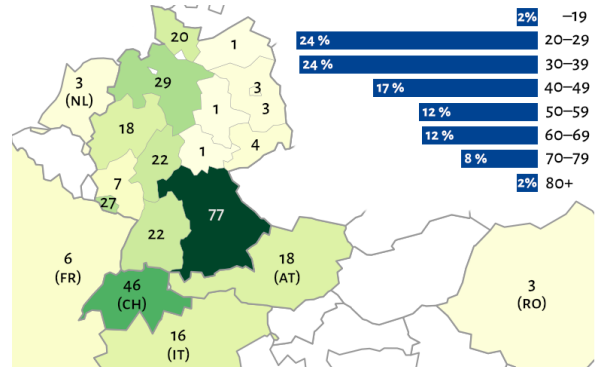 20
1
29
3
(NL)
3
3
1
18
4
22
1
7
27
77
22
6
(FR)
18
(AT)
46
(CH)
3
(RO)
16
(IT)
2% –19
24 % 20–29
24 % 30–39
17 % 40–49
12 % 50–59
12 % 60–69
8 % 70–79
2% 80+